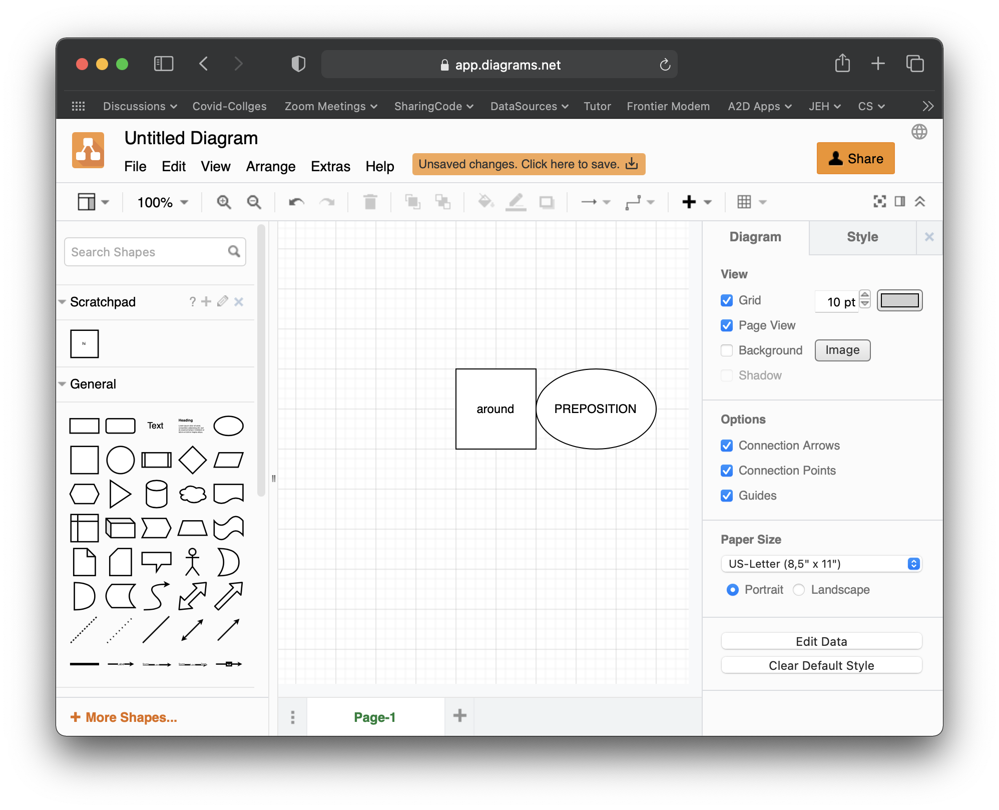 app.diagrams.net
Discussions Covid-Collges Zoom Meetings SharingCode DataSources Tutor Frontier Modem A2D Apps JEH CS
Untitled Diagram
File Edit View Arrange Extras Help
Unsaved changes. Click here to save.
Share
100%
Search Shapes
Scratchpad
?
hi
General
Text
Heading
Label
More Shapes...
around
PREPOSITION
Page-1
Diagram Style
View
Grid 10 pt
Page View
Background Image
Shadow
Options
Connection Arrows
Connection Points
Guides
Paper Size
US-Letter (8,5" x 11")
Portrait Landscape
Edit Data
Clear Default Style